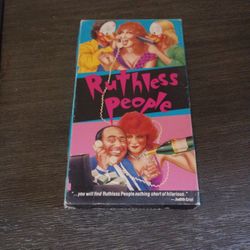 Ruthless
people
"...you will find 'Ruthless People' nothing short of hilarious."
— Judith Crist